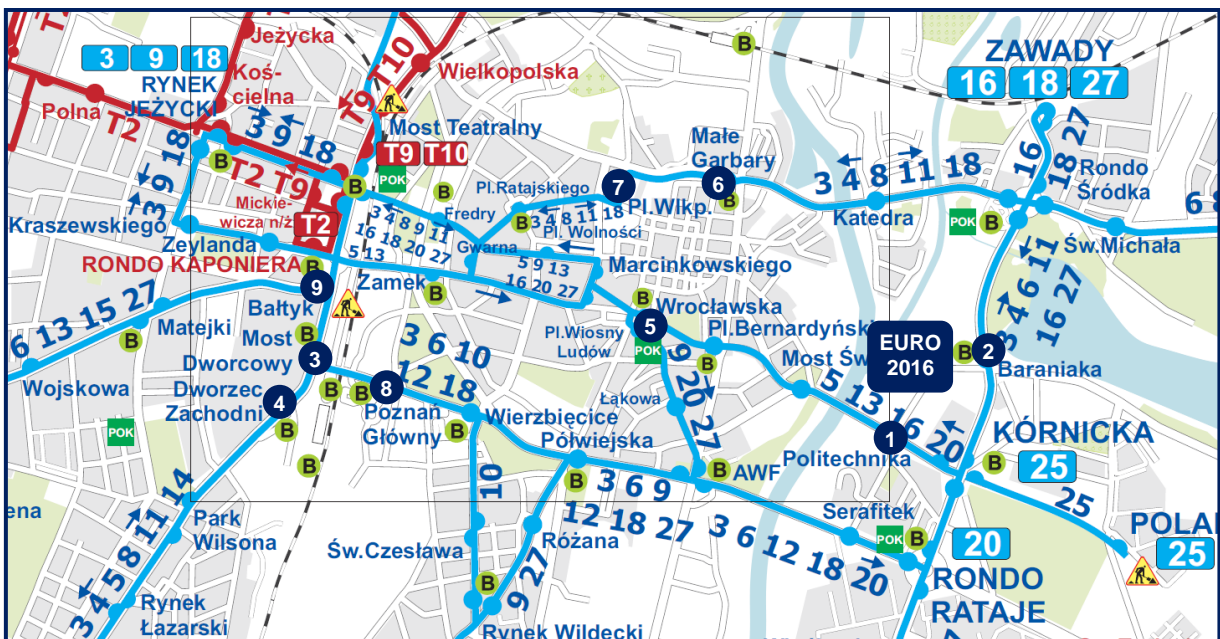 Jeżycka
3 9 18
RYNEK
JEŻYCKI
Koś-
cielna
Polna
T2
T9
T10
Wielkopolska
Most Teatralny
T9 T10
POK
B
ZAWADY
16 18 27
16
18 27
Rondo
Śródka
Małe
Garbary
6
3 9 18
T2 T9
3 9 18
Mickie-
wicza n/ż
T2
Kraszewskiego
Zeylanda
RONDO KAPONIERA
5 13
3 4 8 9 11
16 18 20 27
Fredry
Gwarna
Pl.Ratajskiego
7
Pl.Wlkp.
3 4 8 11 18
Pl. Wolności
3 4 8 11 18
Katedra
POK
B
Św.Michała
6 8
5 9 13
16 20 27
Marcinkowskiego
Zamek
9
Bałtyk
Most
Dworcowy
3
Dworzec
Zachodni
4
6 13 15 27
Matejki
Wojskowa
POK
Wrocławska
5
Pl.Wiosny
Ludów
POK
Pl.Bernardyński
Most Św
EURO
2016
2
Baraniaka
3 4 6 11
16 27
3 6 10
12 18
8
Poznań
Główny
Wierzbięcice
Półwiejska
Łąkowa
9 20 27
AWF
5 13 16 20
1
Politechnika
KÓRNICKA
25
25
POLA
25
10
3 6 9
12 18 27
3 6 12 18 20
Serafitek
POK
B
20
RONDO
RATAJE
ena
Park
Wilsona
3 4 5 8 11 14
Rynek
Łazarski
Św.Czesława
Różana
9 27
Rynek Wildecki